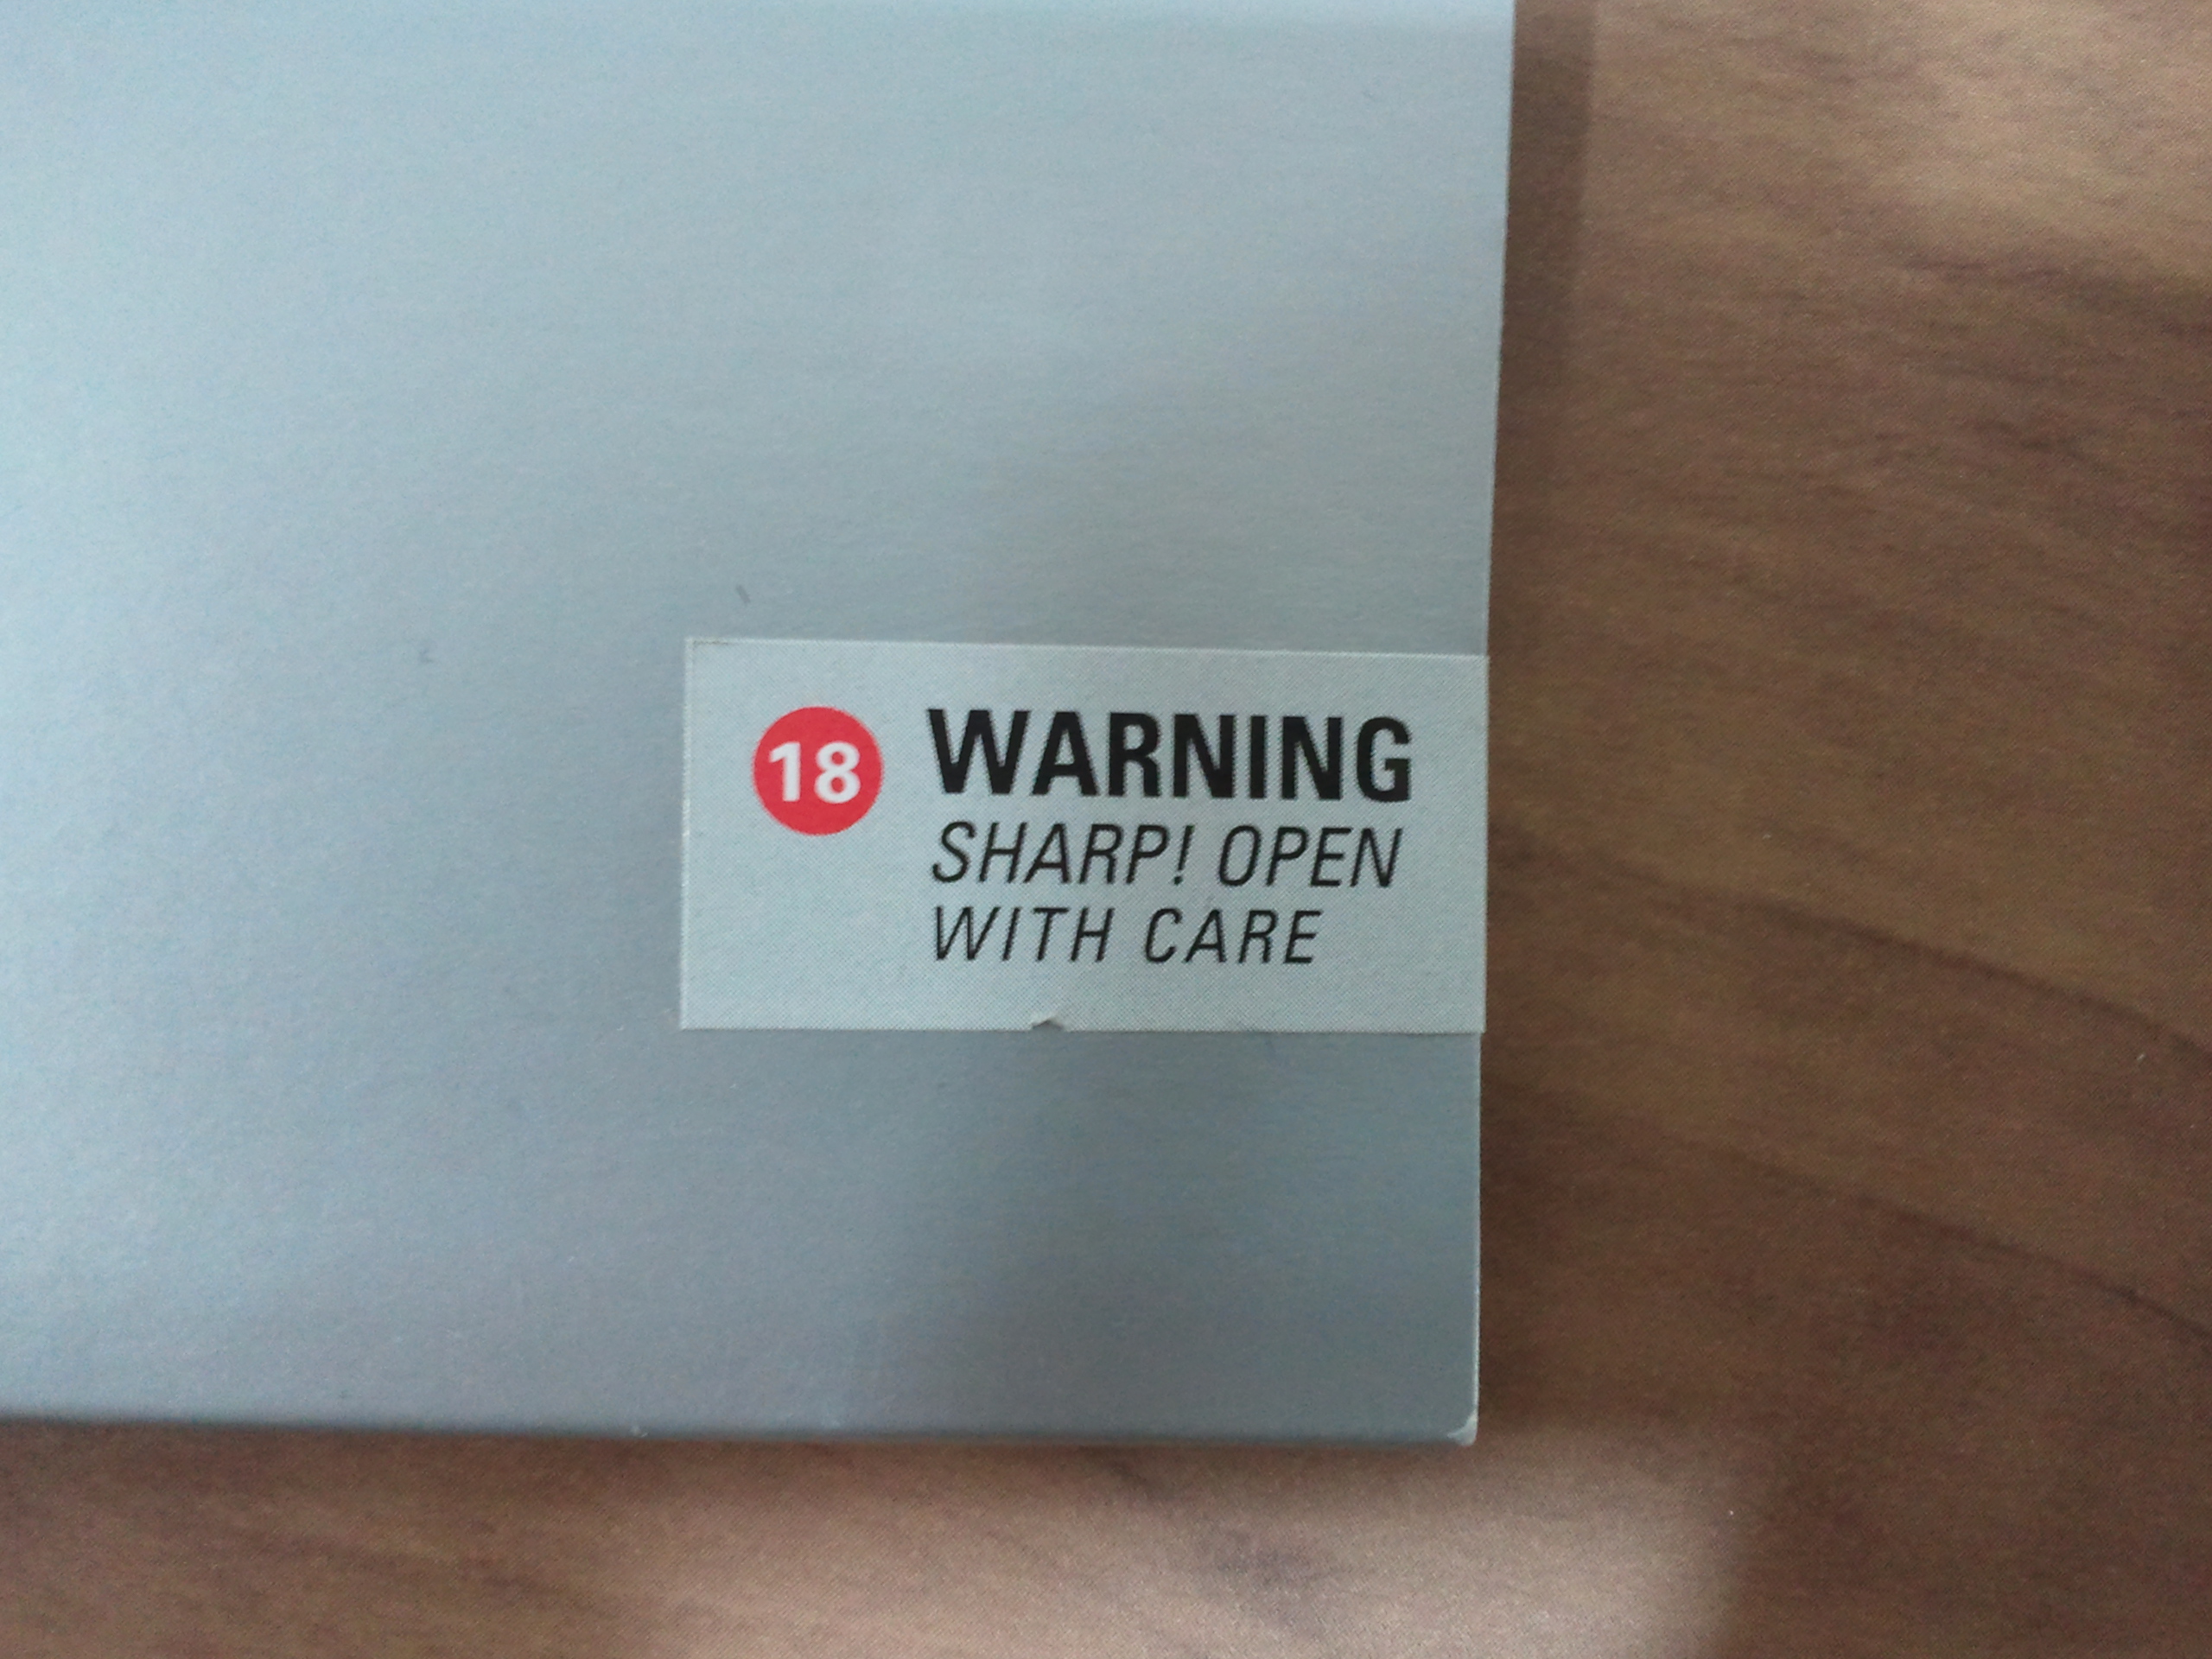 18 WARNING
SHARP! OPEN
WITH CARE